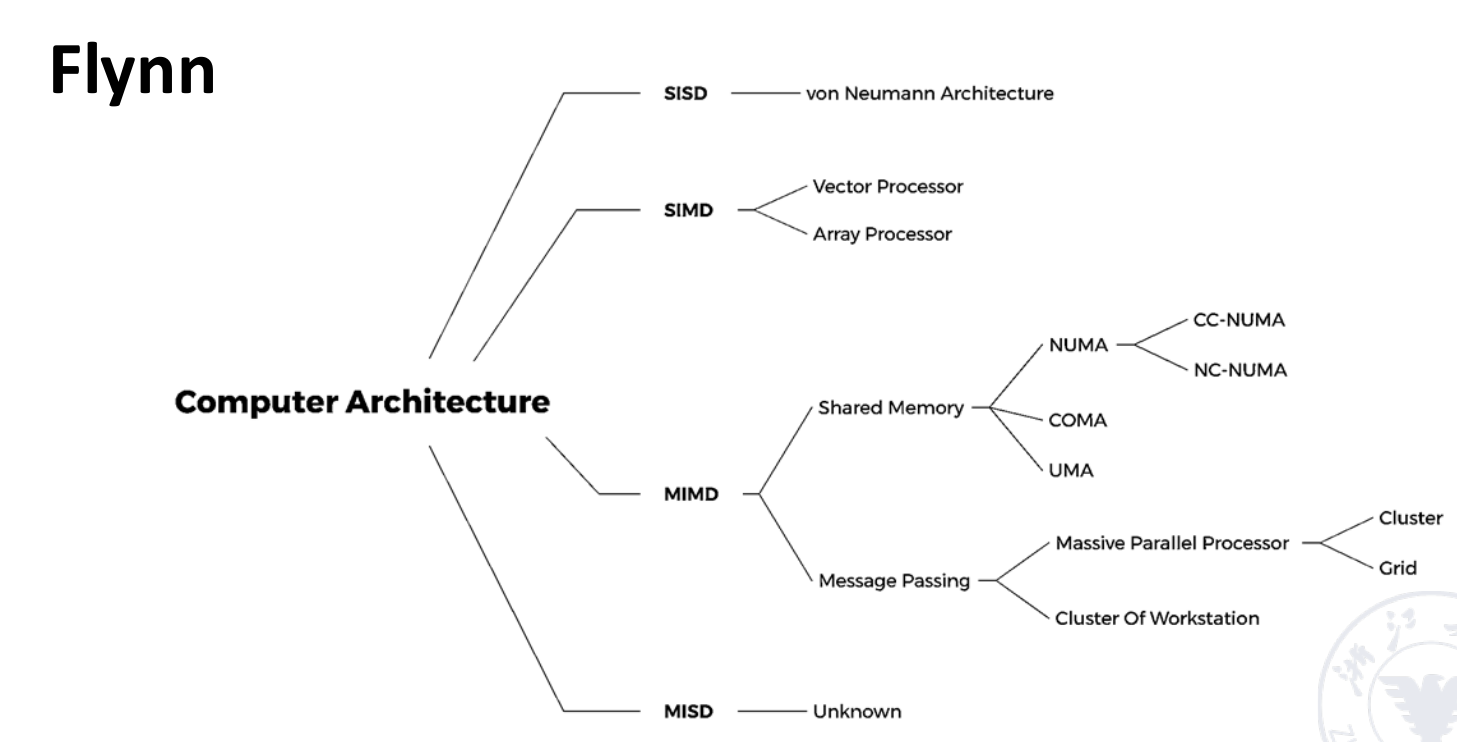 Flynn
SISD
von Neumann Architecture
SIMD
Vector Processor
Array Processor
Computer Architecture
MIMD
Shared Memory
NUMA
CC-NUMA
NC-NUMA
COMA
UMA
Message Passing
Massive Parallel Processor
Cluster
Grid
Cluster Of Workstation
MISD
Unknown